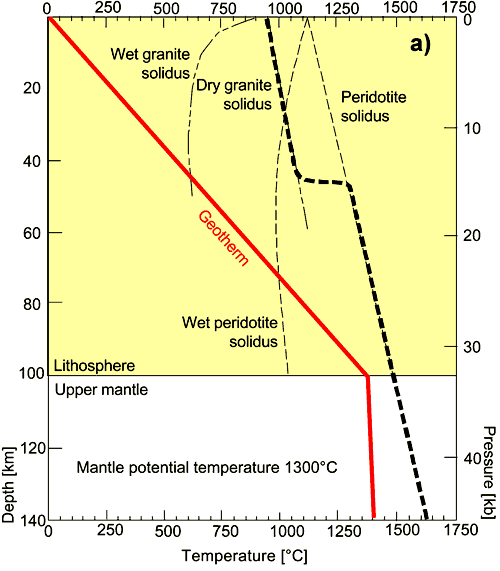 0 250 500 750 1000 1250 1500 1750
a)
0
Wet granite
solidus
Dry granite
solidus
Peridotite
solidus
20
10
40
Geotherm
60
20
80
Wet peridotite
solidus
30
Lithosphere
100
Upper mantle
120
40
Mantle potential temperature 1300°C
Depth [km]
Pressure [kb]
140
0 250 500 750 1000 1250 1500 1750
Temperature [°C]